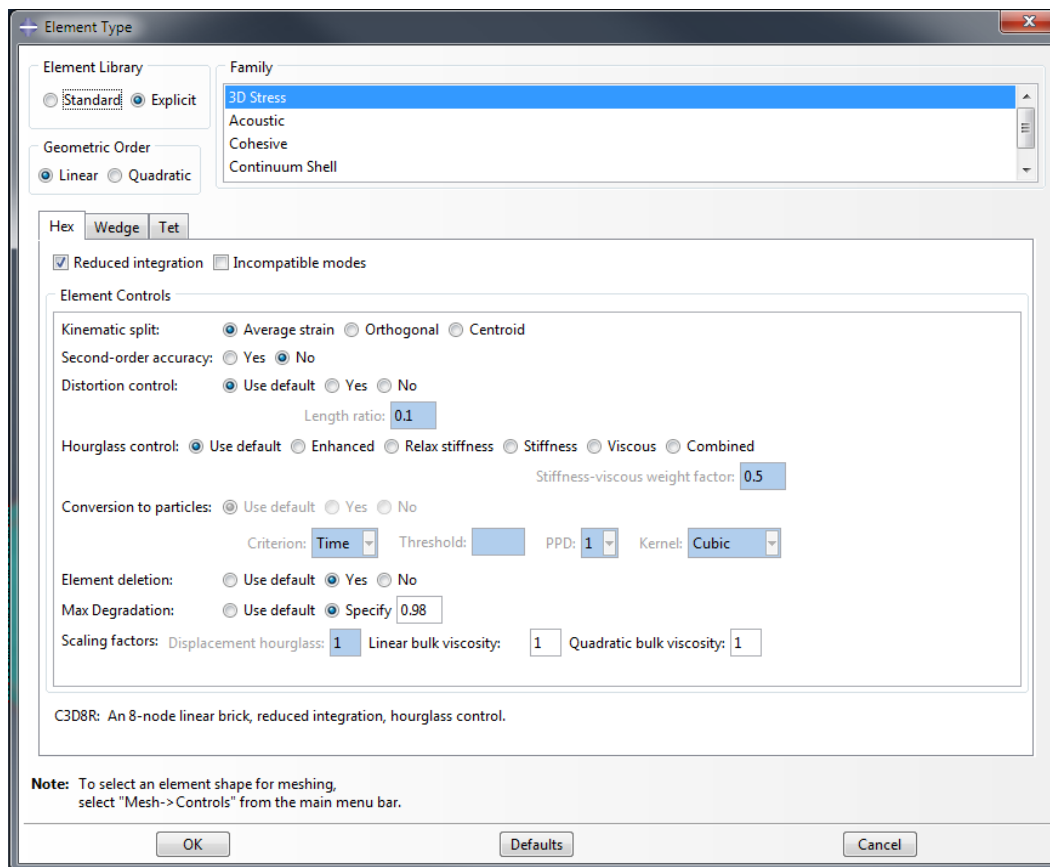 Element Type
Element Library
Standard Explicit
Family
3D Stress
Acoustic
Cohesive
Continuum Shell
Geometric Order
Linear Quadratic
Hex Wedge Tet
Reduced integration Incompatible modes
Element Controls
Kinematic split: Average strain Orthogonal Centroid
Second-order accuracy: Yes No
Distortion control: Use default Yes No
Length ratio: 0.1
Hourglass control: Use default Enhanced Relax stiffness Stiffness Viscous Combined
Stiffness-viscous weight factor: 0.5
Conversion to particles: Use default Yes No
Criterion: Time Threshold: PPD: 1 Kernel: Cubic
Element deletion: Use default Yes No
Max Degradation: Use default Specify 0.98
Scaling factors: Displacement hourglass: 1 Linear bulk viscosity: 1 Quadratic bulk viscosity: 1
C3D8R: An 8-node linear brick, reduced integration, hourglass control.
Note: To select an element shape for meshing,
select "Mesh->Controls" from the main menu bar.
OK Defaults Cancel